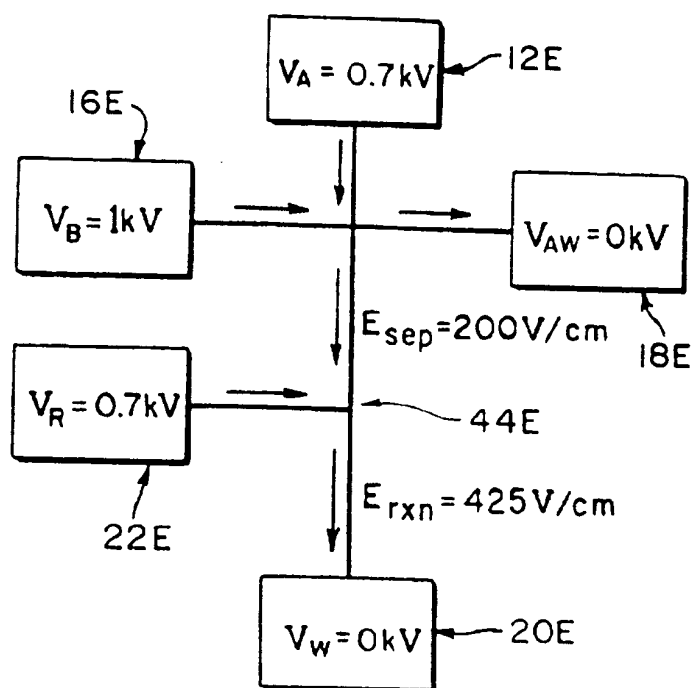 V_A = 0.7kV
12E
16E
V_B = 1kV
V_AW = 0kV
18E
E_sep = 200V/cm
V_R = 0.7kV
44E
22E
E_rxn = 425V/cm
V_W = 0kV
20E